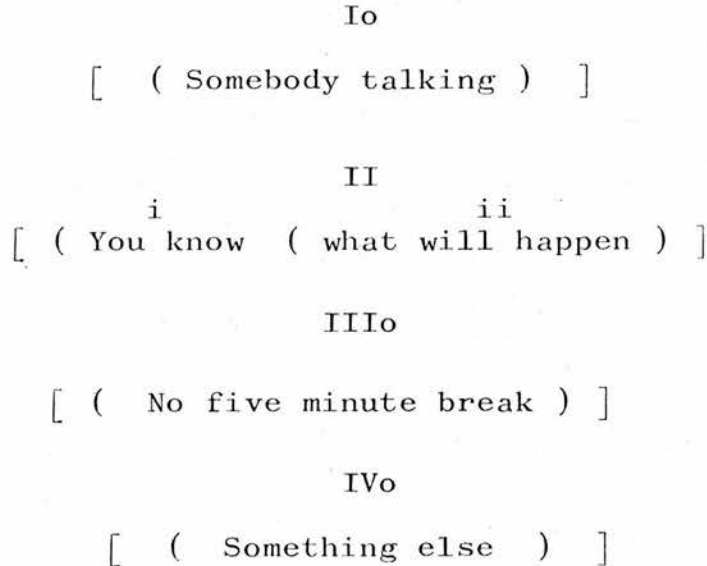 Io
[ ( Somebody talking ) ]
II
i ii
[ ( You know ( what will happen ) ]
IIIo
[ ( No five minute break ) ]
IVo
[ ( Something else ) ]